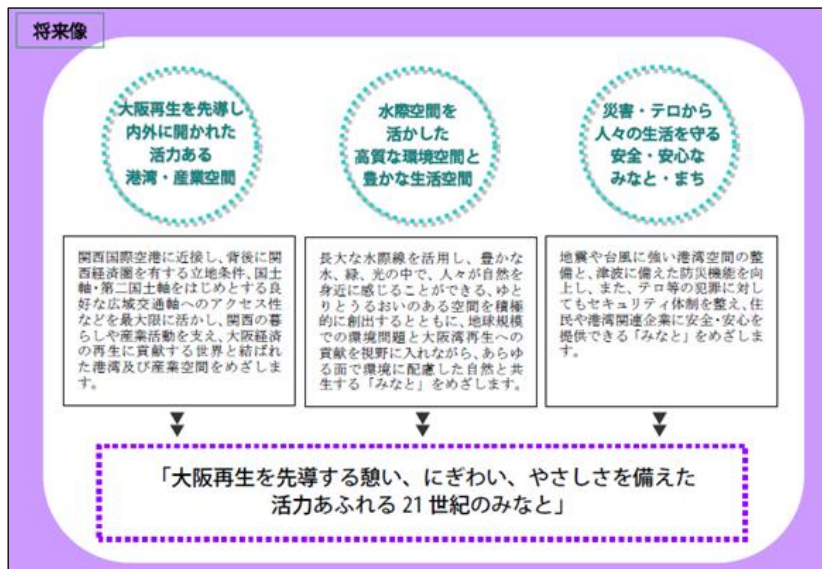 将来像
大阪再生を先導し
内外に開かれた
活力ある
港湾・産業空間
水際空間を
活かした
高質な環境空間と
豊かな生活空間
災害・テロから
人々の生活を守る
安全・安心な
みなと・まち
関西国際空港に近接し、背後に関
西経済圏を有する立地条件、国土
軸・第二国土軸をはじめとする良
好な広域交通軸へのアクセス性
などを最大限に活かし、関西の暮
らしや産業活動を支え、大阪経済
の再生に貢献する世界と結ばれ
た港湾及び産業空間をめざしま
す。
長大な水際線を活用し、豊かな
水、緑、光の中で、人々が自然を
身近に感じることができる、ゆと
りとうるおいのある空間を積極
的に創出するとともに、地球規模
での環境問題と大阪湾再生への
貢献を視野に入れながら、あらゆ
る面で環境に配慮した自然と共
生する「みなと」をめざします。
地震や台風に強い港湾空間の整
備と、津波に備えた防災機能を向
上し、また、テロ等の犯罪に対し
てもセキュリティ体制を整え、住
民や港湾関連企業に安全・安心を
提供できる「みなと」をめざしま
す。
「大阪再生を先導する憩い、にぎわい、やさしさを備えた
活力あふれる 21 世紀のみなと」